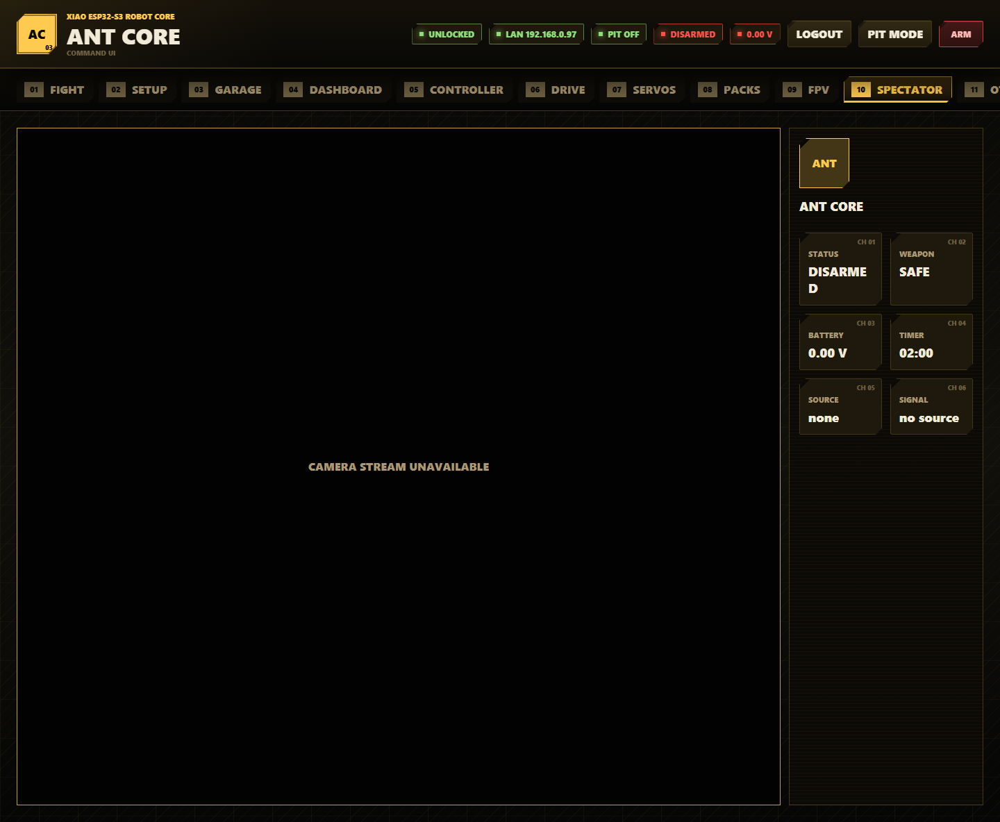 XIAO ESP32-S3 ROBOT CORE
AC
03
ANT CORE
COMMAND UI
UNLOCKED
LAN 192.168.0.97
PIT OFF
DISARMED
0.00 V
LOGOUT
PIT MODE
ARM
01 FIGHT
02 SETUP
03 GARAGE
04 DASHBOARD
05 CONTROLLER
06 DRIVE
07 SERVOS
08 PACKS
09 FPV
10 SPECTATOR
11
CAMERA STREAM UNAVAILABLE
ANT
ANT CORE
CH 01
STATUS
DISARME
D
CH 02
WEAPON
SAFE
CH 03
BATTERY
0.00 V
CH 04
TIMER
02:00
CH 05
SOURCE
none
CH 06
SIGNAL
no source